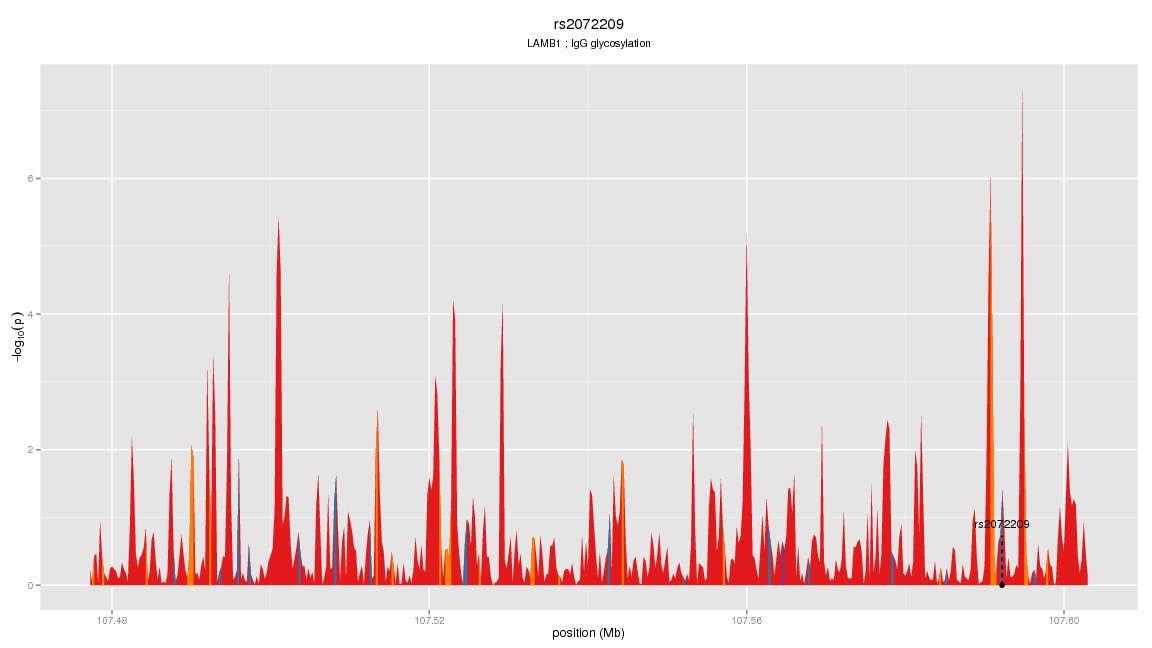 rs2072209
LAMB1 ; IgG glycosylation
6
4
2
0
−log10(p)
rs2072209
107.48
107.52
107.56
107.60
position (Mb)